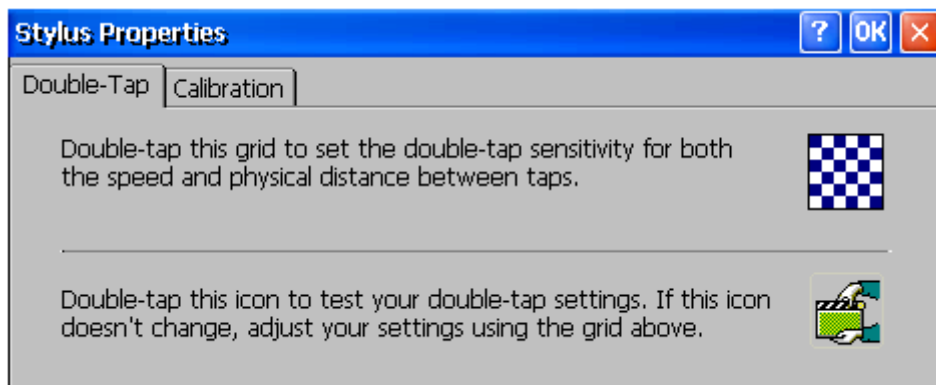 Stylus Properties ? OK ×
Double-Tap Calibration
Double-tap this grid to set the double-tap sensitivity for both
the speed and physical distance between taps.
Double-tap this icon to test your double-tap settings. If this icon
doesn't change, adjust your settings using the grid above.